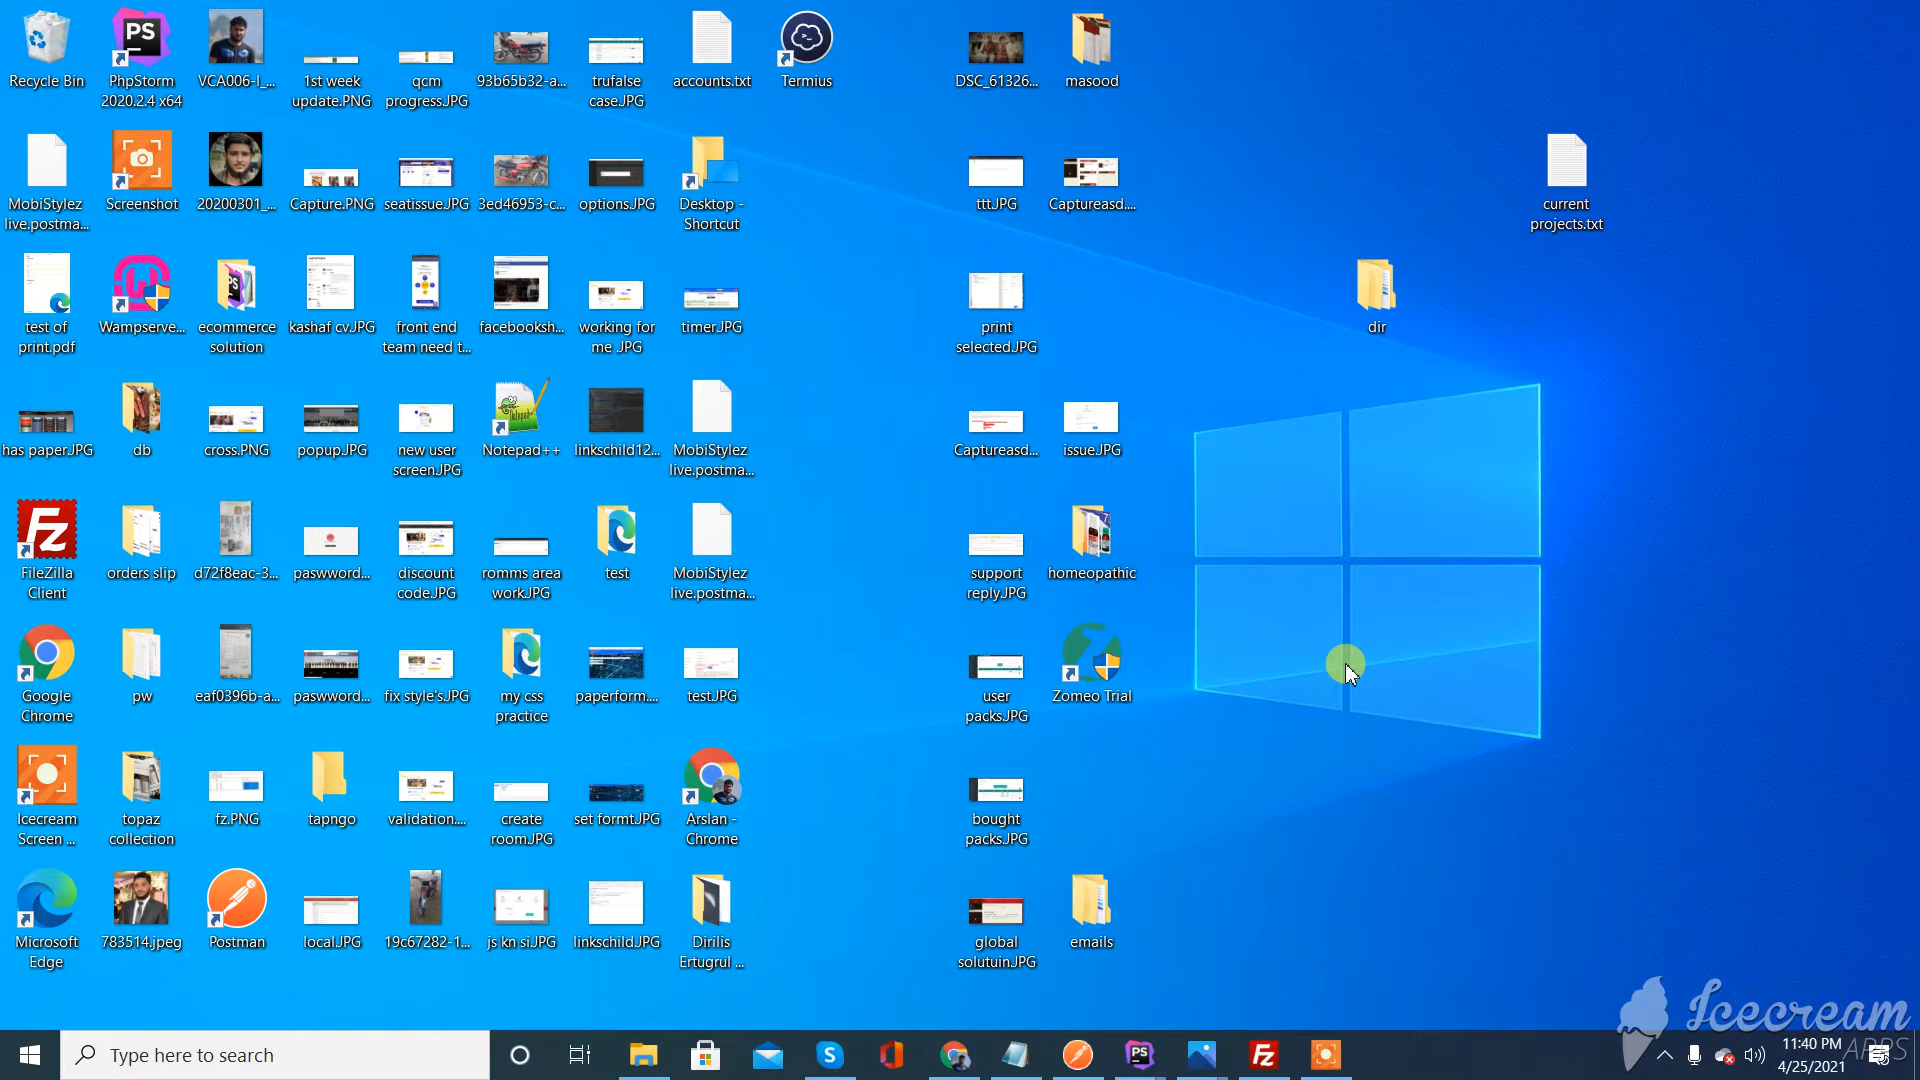 Recycle Bin
PhpStorm
2020.2.4 x64
VCA006-I_...
1st week
update.PNG
qcm
progress.JPG
93b65b32-a...
trufalse
case.JPG
accounts.txt
Termius
DSC_61326...
masood
MobiStylez
live.postma...
Screenshot
20200301_...
Capture.PNG
seatissue.JPG
3ed46953-c...
options.JPG
Desktop -
Shortcut
ttt.JPG
Captureasd....
current
projects.txt
test of
print.pdf
Wampserve...
ecommerce
solution
kashaf cv.JPG
front end
team need t...
facebooksh...
working for
me .JPG
timer.JPG
print
selected.JPG
dir
has paper.JPG
db
cross.PNG
popup.JPG
new user
screen.JPG
Notepad++
linkschild12...
MobiStylez
live.postma...
Captureasd...
issue.JPG
FileZilla
Client
orders slip
d72f8eac-3...
paswword...
discount
code.JPG
romms area
work.JPG
test
MobiStylez
live.postma...
support
reply.JPG
homeopathic
Google
Chrome
pw
eaf0396b-a...
paswword...
fix style's.JPG
my css
practice
paperform....
test.JPG
user
packs.JPG
Zomeo Trial
Icecream
Screen ...
topaz
collection
fz.PNG
tapngo
validation....
create
room.JPG
set formt.JPG
Arslan -
Chrome
bought
packs.JPG
Microsoft
Edge
783514.jpeg
Postman
local.JPG
19c67282-1...
js kn si.JPG
linkschild.JPG
Dirilis
Ertugrul ...
global
solutuin.JPG
emails
Icecream
APPS
Type here to search
11:40 PM
4/25/2021